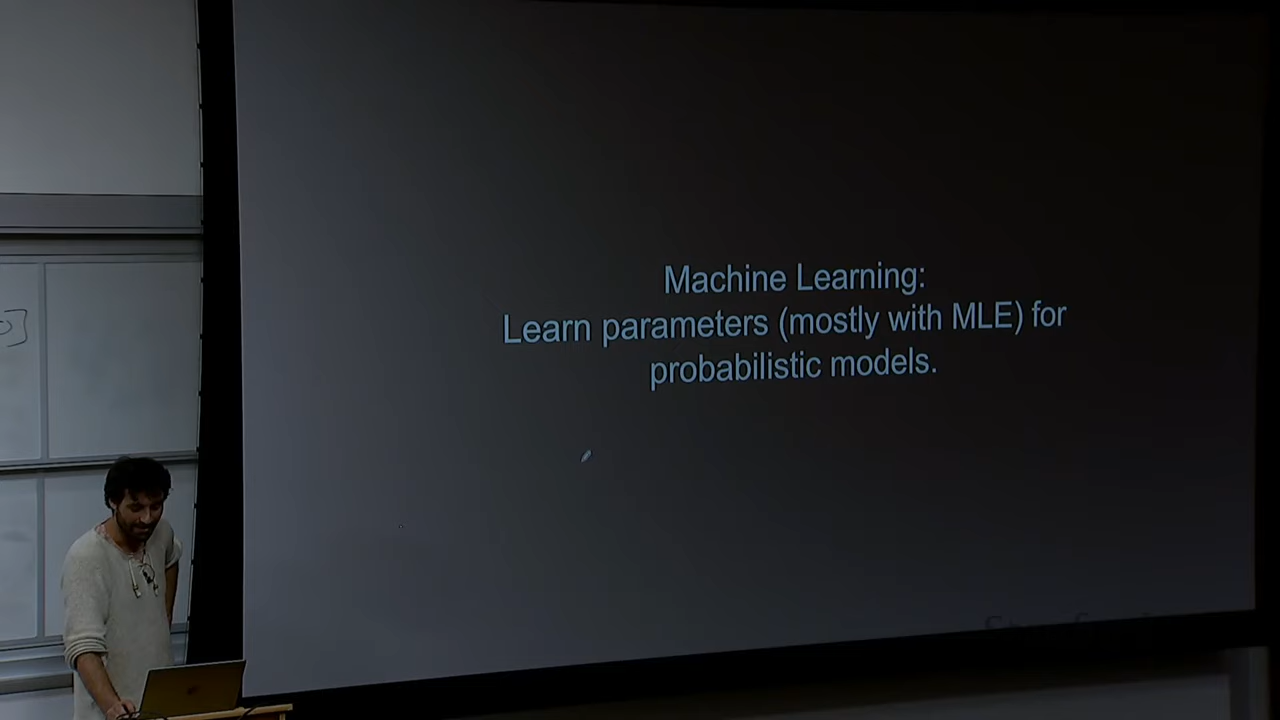 Machine Learning:
Learn parameters (mostly with MLE) for
probabilistic models.